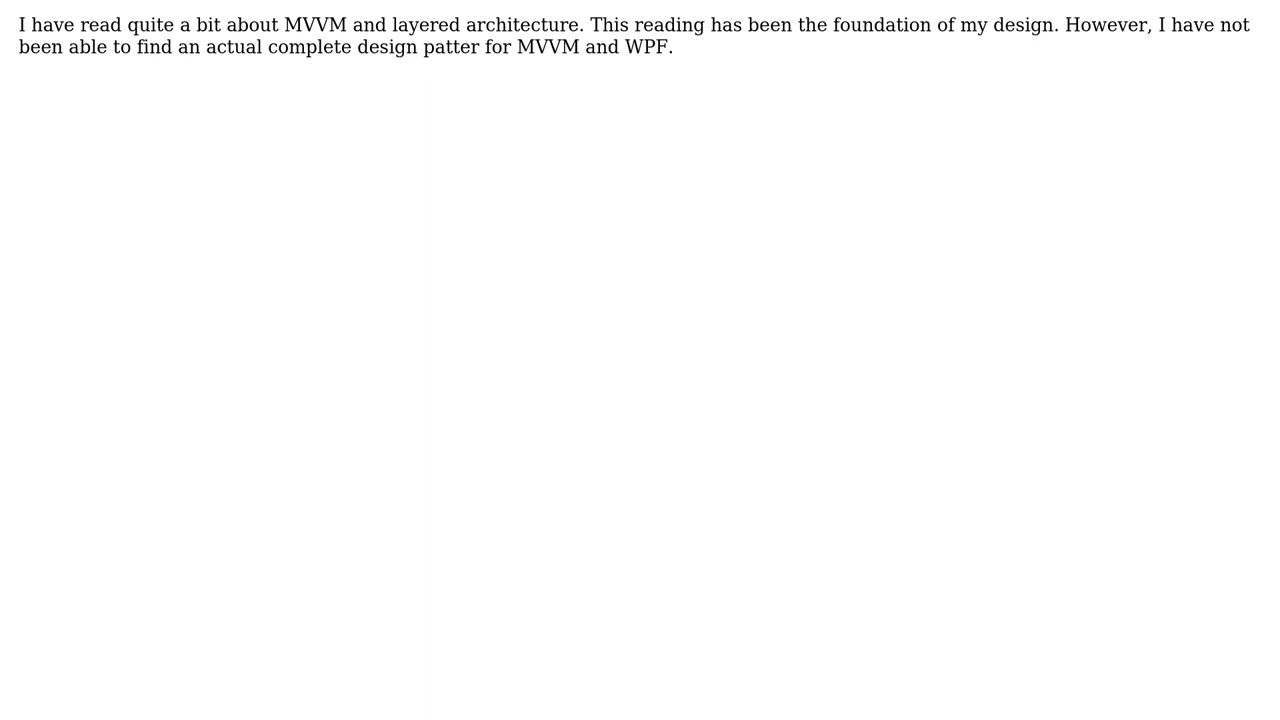 I have read quite a bit about MVVM and layered architecture. This reading has been the foundation of my design. However, I have not
been able to find an actual complete design patter for MVVM and WPF.